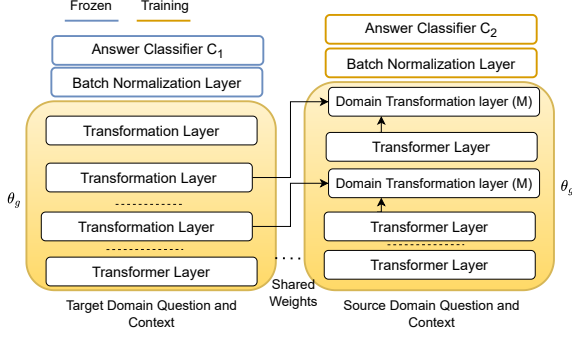 Frozen
Training
Answer Classifier C1
Batch Normalization Layer
Transformation Layer
Transformation Layer
Transformation Layer
Transformer Layer
θg
Target Domain Question and
Context
Shared
Weights
Answer Classifier C2
Batch Normalization Layer
Domain Transformation layer (M)
Transformer Layer
Domain Transformation layer (M)
Transformer Layer
Transformer Layer
θg
Source Domain Question and
Context